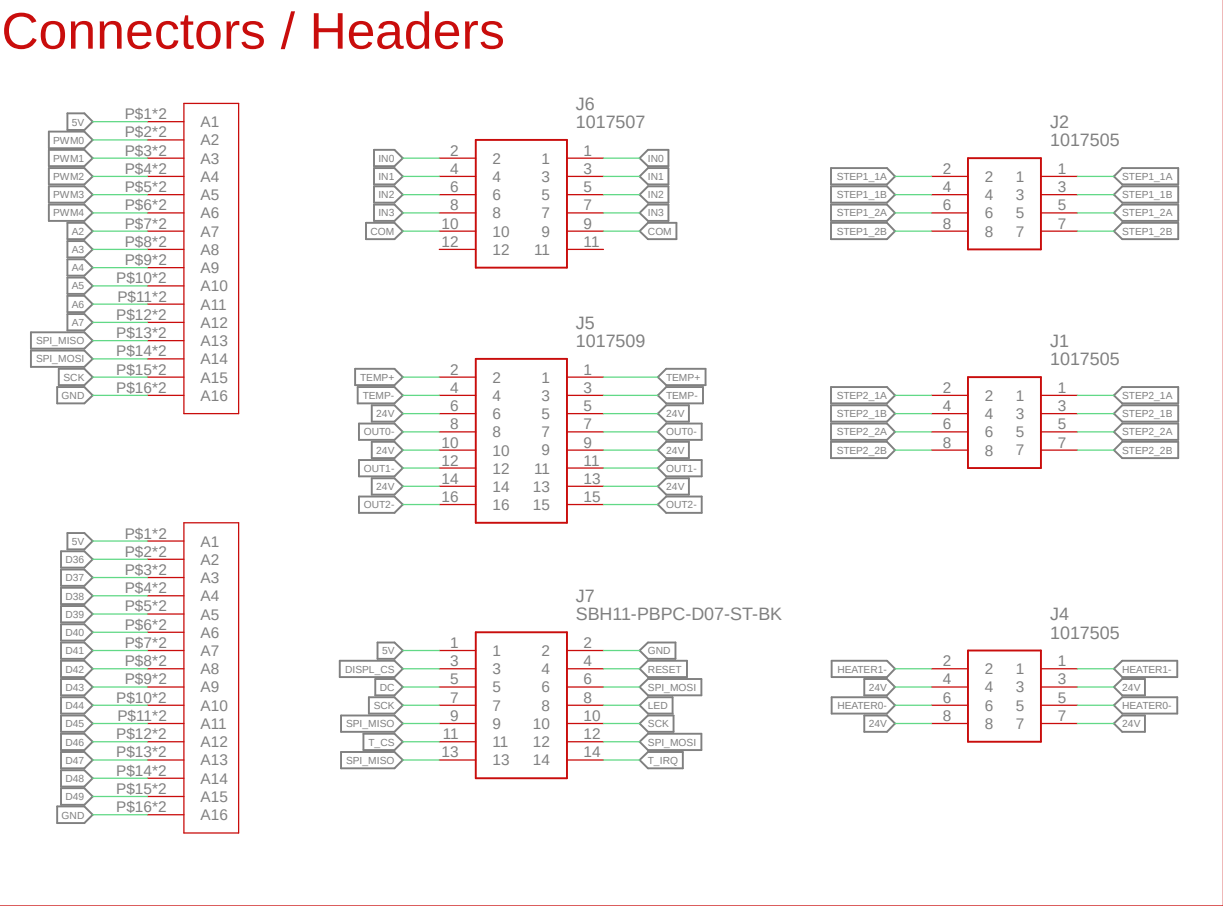 Connectors / Headers
5V P$1*2 A1
PWM0 P$2*2 A2
PWM1 P$3*2 A3
PWM2 P$4*2 A4
PWM3 P$5*2 A5
PWM4 P$6*2 A6
A2 P$7*2 A7
A3 P$8*2 A8
A4 P$9*2 A9
A5 P$10*2 A10
A6 P$11*2 A11
A7 P$12*2 A12
SPI_MISO P$13*2 A13
SPI_MOSI P$14*2 A14
SCK P$15*2 A15
GND P$16*2 A16
5V P$1*2 A1
D36 P$2*2 A2
D37 P$3*2 A3
D38 P$4*2 A4
D39 P$5*2 A5
D40 P$6*2 A6
D41 P$7*2 A7
D42 P$8*2 A8
D43 P$9*2 A9
D44 P$10*2 A10
D45 P$11*2 A11
D46 P$12*2 A12
D47 P$13*2 A13
D48 P$14*2 A14
D49 P$15*2 A15
GND P$16*2 A16
J6
1017507
IN0 2 2 1 1 IN0
IN1 4 4 3 3 IN1
IN2 6 6 5 5 IN2
IN3 8 8 7 7 IN3
COM 10 10 9 9 COM
12 12 11 11
J5
1017509
TEMP+ 2 2 1 1 TEMP+
TEMP- 4 4 3 3 TEMP-
24V 6 6 5 5 24V
OUT0- 8 8 7 7 OUT0-
24V 10 10 9 9 24V
OUT1- 12 12 11 11 OUT1-
24V 14 14 13 13 24V
OUT2- 16 16 15 15 OUT2-
J7
SBH11-PBPC-D07-ST-BK
5V 1 1 2 2 GND
DISPL_CS 3 3 4 4 RESET
DC 5 5 6 6 SPI_MOSI
SCK 7 7 8 8 LED
SPI_MISO 9 9 10 10 SCK
T_CS 11 11 12 12 SPI_MOSI
SPI_MISO 13 13 14 14 T_IRQ
J2
1017505
STEP1_1A 2 2 1 1 STEP1_1A
STEP1_1B 4 4 3 3 STEP1_1B
STEP1_2A 6 6 5 5 STEP1_2A
STEP1_2B 8 8 7 7 STEP1_2B
J1
1017505
STEP2_1A 2 2 1 1 STEP2_1A
STEP2_1B 4 4 3 3 STEP2_1B
STEP2_2A 6 6 5 5 STEP2_2A
STEP2_2B 8 8 7 7 STEP2_2B
J4
1017505
HEATER1- 2 2 1 1 HEATER1-
24V 4 4 3 3 24V
HEATER0- 6 6 5 5 HEATER0-
24V 8 8 7 7 24V